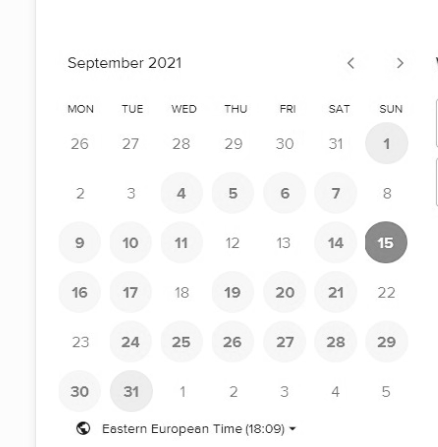 September 2021
MON TUE WED THU FRI SAT SUN
26 27 28 29 30 31 1
2 3 4 5 6 7 8
9 10 11 12 13 14 15
16 17 18 19 20 21 22
23 24 25 26 27 28 29
30 31 1 2 3 4 5
Eastern European Time (18:09)